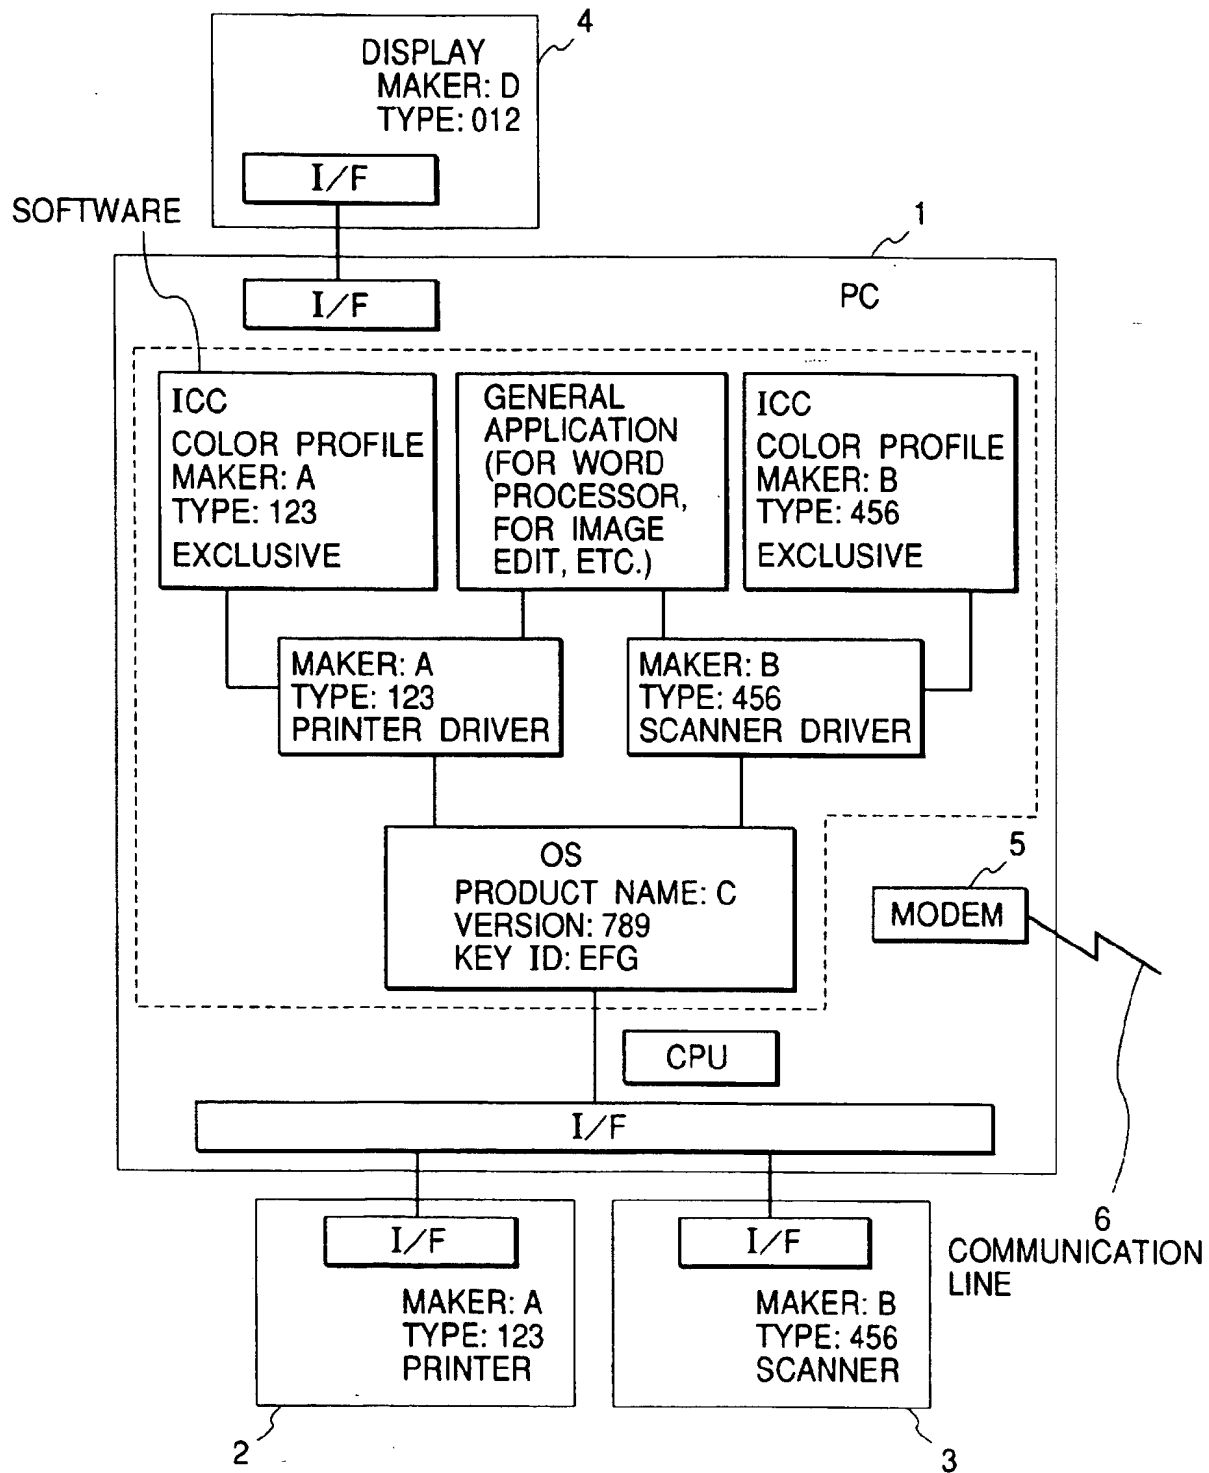 4
DISPLAY
MAKER: D
TYPE: 012
I/F
SOFTWARE
1
I/F
PC
ICC
COLOR PROFILE
MAKER: A
TYPE: 123
EXCLUSIVE
GENERAL
APPLICATION
(FOR WORD
PROCESSOR,
FOR IMAGE
EDIT, ETC.)
ICC
COLOR PROFILE
MAKER: B
TYPE: 456
EXCLUSIVE
MAKER: A
TYPE: 123
PRINTER DRIVER
MAKER: B
TYPE: 456
SCANNER DRIVER
OS
PRODUCT NAME: C
VERSION: 789
KEY ID: EFG
5
MODEM
CPU
I/F
6
COMMUNICATION
LINE
I/F
MAKER: A
TYPE: 123
PRINTER
I/F
MAKER: B
TYPE: 456
SCANNER
2
3